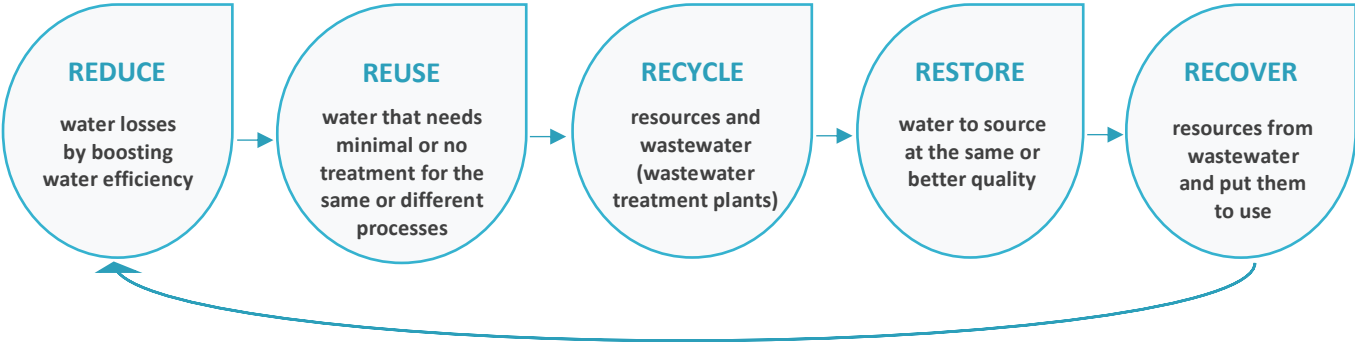 REDUCE
water losses
by boosting
water efficiency
REUSE
water that needs
minimal or no
treatment for the
same or different
processes
RECYCLE
resources and
wastewater
(wastewater
treatment plants)
RESTORE
water to source
at the same or
better quality
RECOVER
resources from
wastewater
and put them
to use